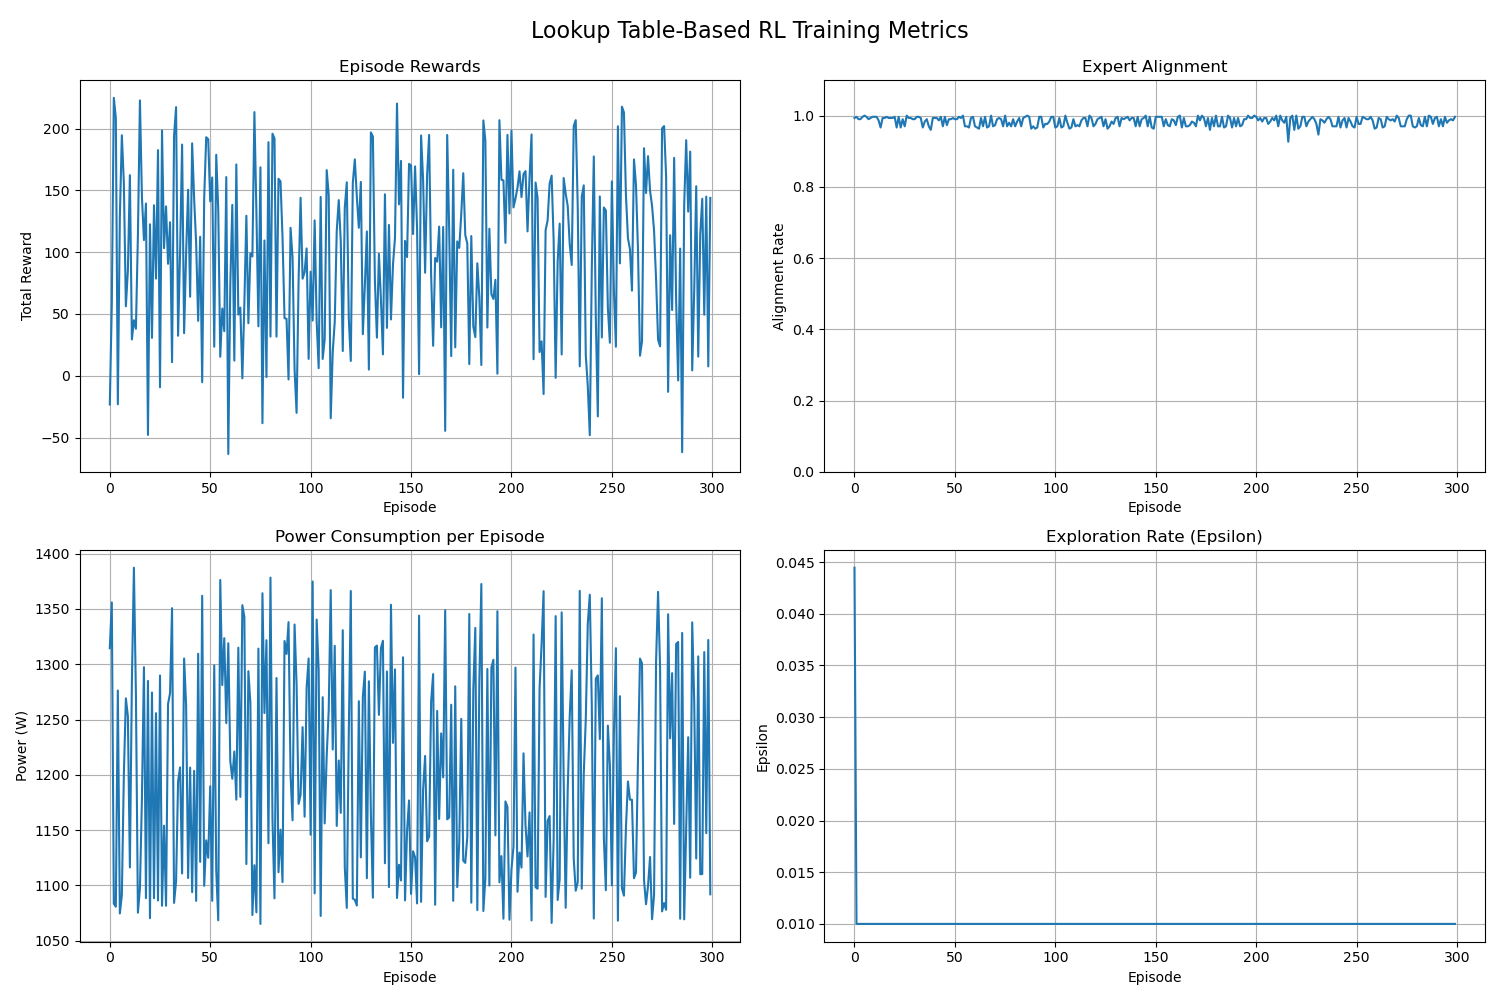 Lookup Table-Based RL Training Metrics
Episode Rewards
Total Reward
200
150
100
50
0
−50
0 50 100 150 200 250 300
Episode
Expert Alignment
Alignment Rate
1.0
0.8
0.6
0.4
0.2
0.0
0 50 100 150 200 250 300
Episode
Power Consumption per Episode
Power (W)
1400
1350
1300
1250
1200
1150
1100
1050
0 50 100 150 200 250 300
Episode
Exploration Rate (Epsilon)
Epsilon
0.045
0.040
0.035
0.030
0.025
0.020
0.015
0.010
0 50 100 150 200 250 300
Episode